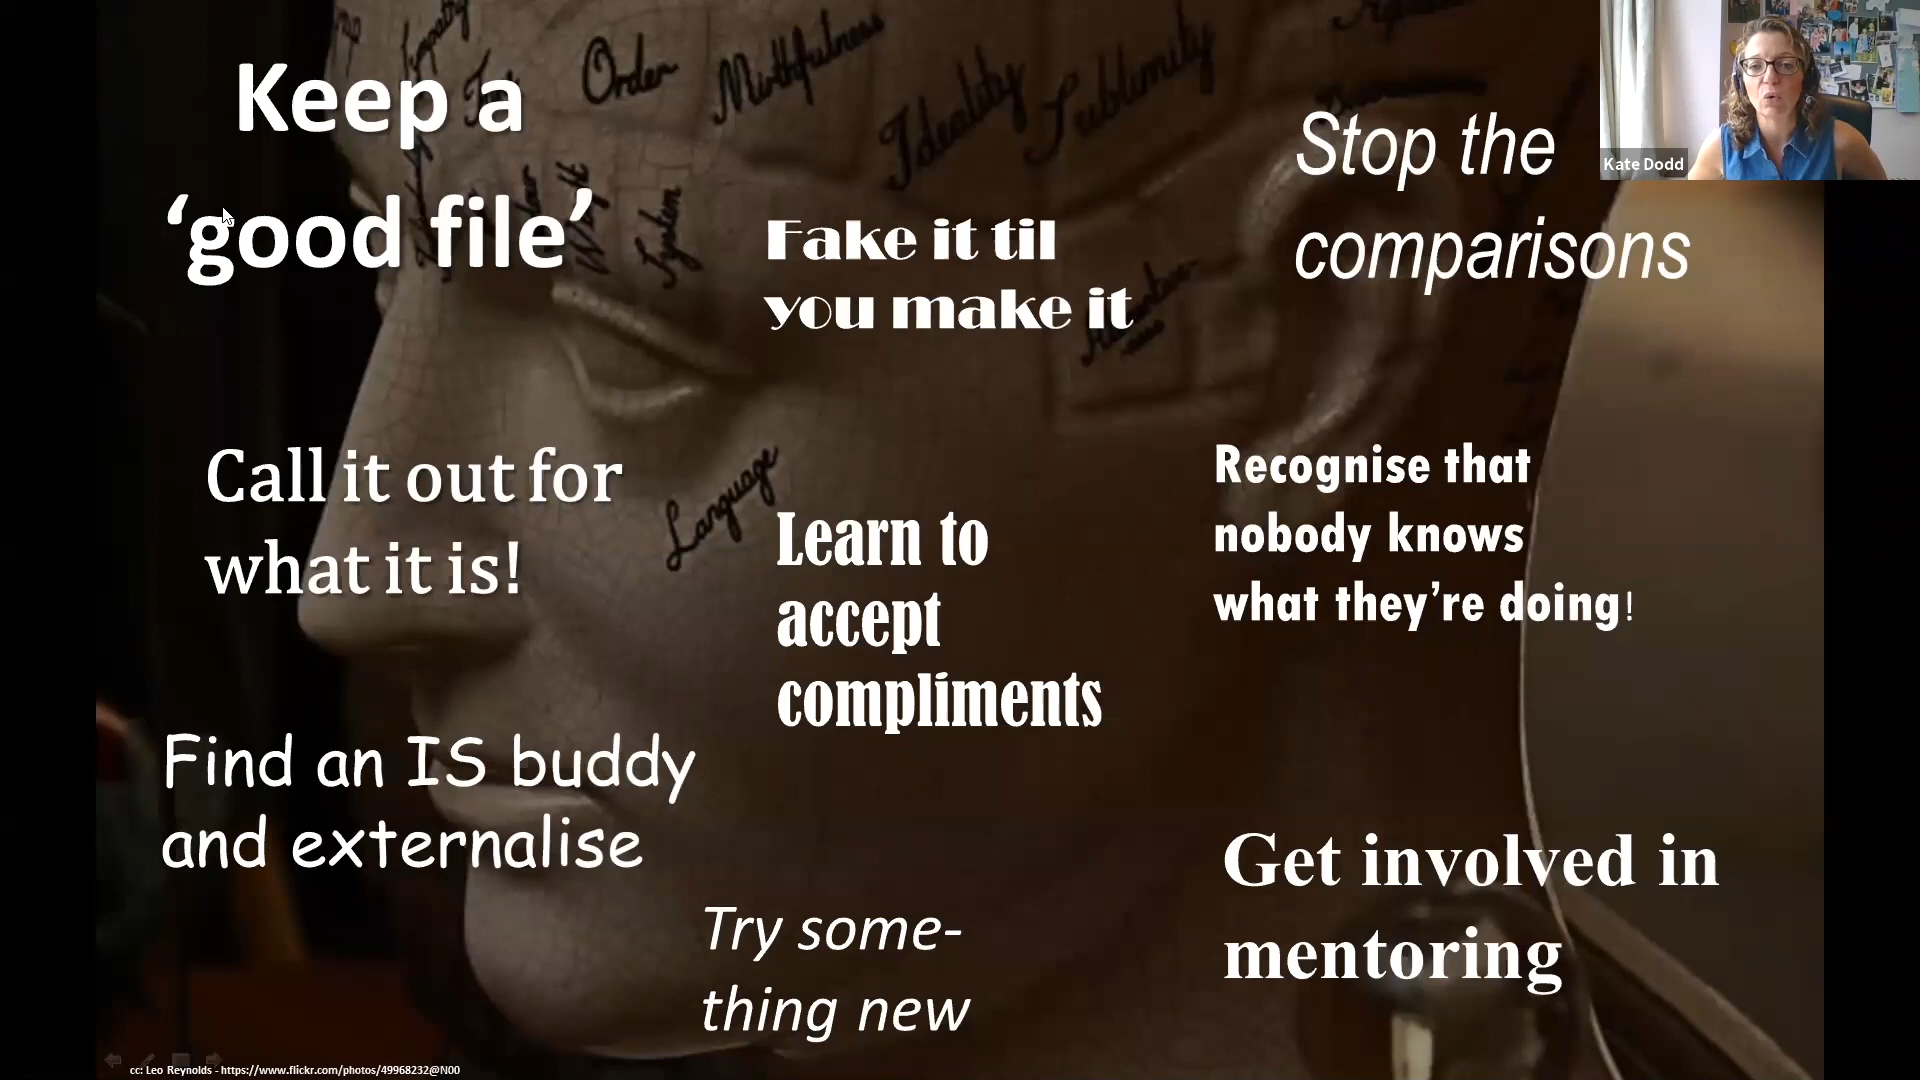 Keep a
‘good file’
Fake it til
you make it
Stop the
comparisons
Kate Dodd
Call it out for
what it is!
Learn to
accept
compliments
Recognise that
nobody knows
what they’re doing!
Find an IS buddy
and externalise
Try some-
thing new
Get involved in
mentoring
Order
Mirthfulness
Ideality
Sublimity
System
Language
cc: Leo Reynolds - https://www.flickr.com/photos/49968232@N00